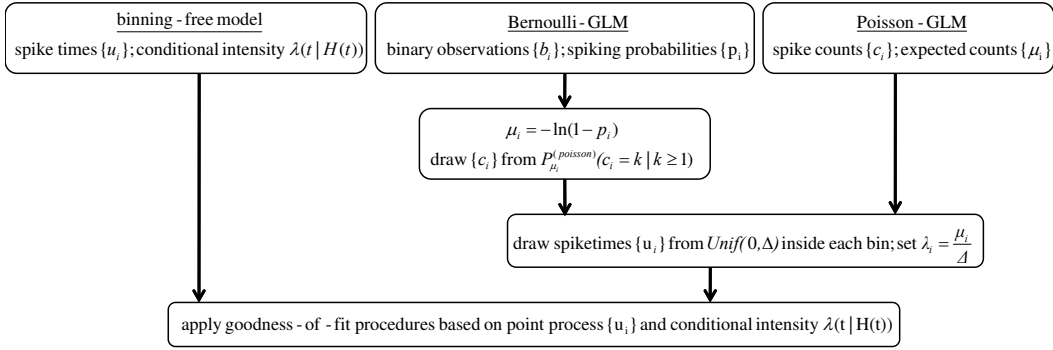 binning - free model
spike times {u_i}; conditional intensity λ(t | H(t))
Bernoulli - GLM
binary observations {b_i}; spiking probabilities {p_i}
Poisson - GLM
spike counts {c_i}; expected counts {μ_i}
μ_i = −ln(1 − p_i)
draw {c_i} from P_{μ_i}^{(poisson)}(c_i = k | k ≥ 1)
draw spiketimes {u_i} from Unif(0,Δ) inside each bin; set λ_i = μ_i/Δ
apply goodness - of - fit procedures based on point process {u_i} and conditional intensity λ(t | H(t))